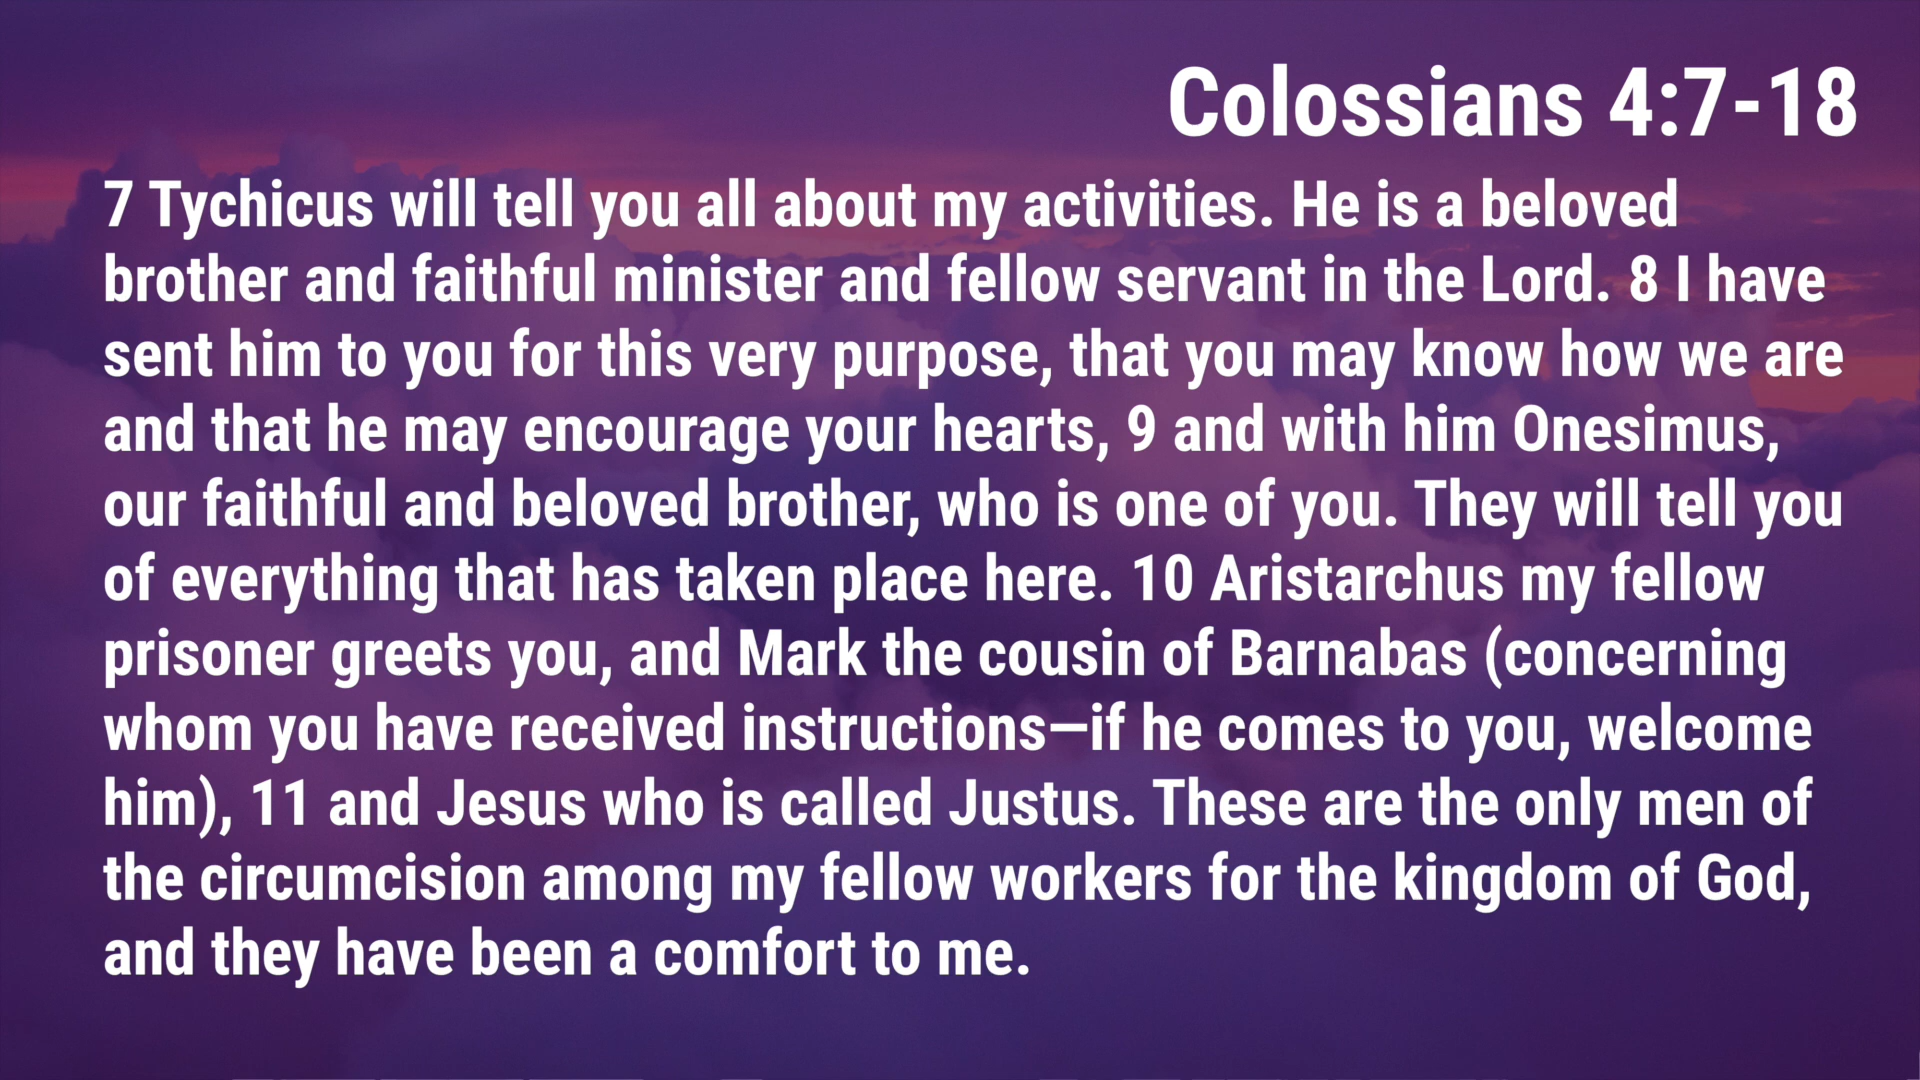 Colossians 4:7-18
7 Tychicus will tell you all about my activities. He is a beloved
brother and faithful minister and fellow servant in the Lord. 8 I have
sent him to you for this very purpose, that you may know how we are
and that he may encourage your hearts, 9 and with him Onesimus,
our faithful and beloved brother, who is one of you. They will tell you
of everything that has taken place here. 10 Aristarchus my fellow
prisoner greets you, and Mark the cousin of Barnabas (concerning
whom you have received instructions—if he comes to you, welcome
him), 11 and Jesus who is called Justus. These are the only men of
the circumcision among my fellow workers for the kingdom of God,
and they have been a comfort to me.